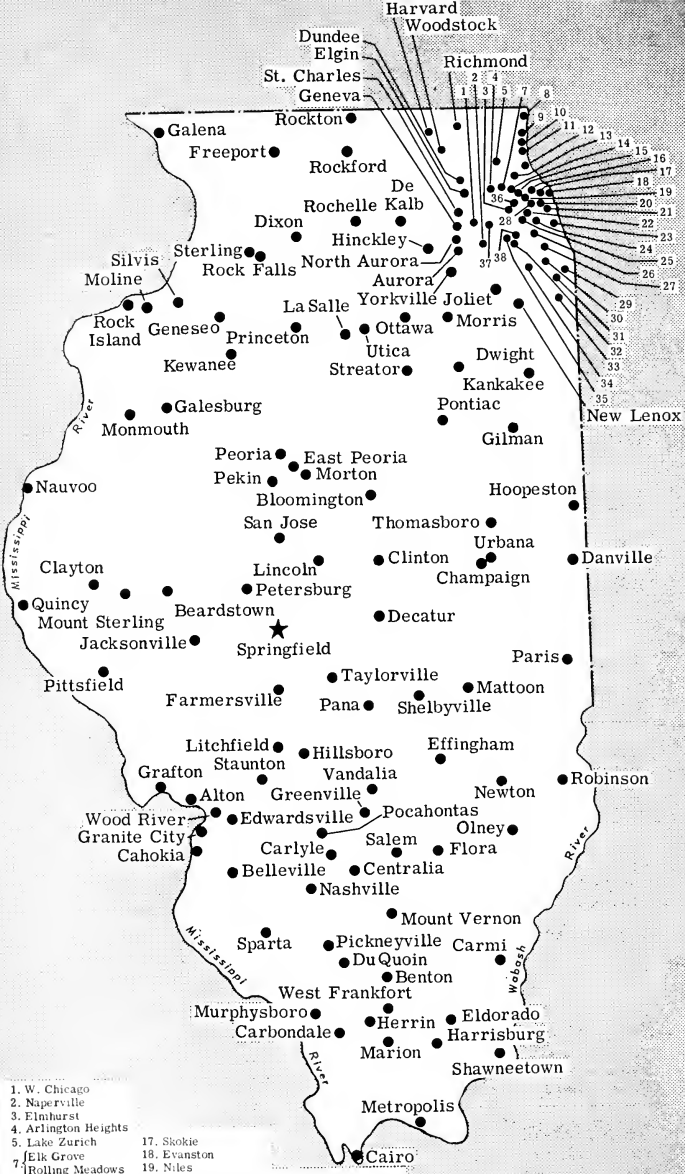 Harvard
Woodstock
Dundee
Elgin
St. Charles
Geneva
Richmond
1 2 3 4 5 7 8
9 10
11 12 13
14 15 16
17 18 19
20 21
22 23
24 25
26 27
28
29
30
31
32
33
34
35
36
37
38
Rockton
Galena
Freeport
Rockford
Rochelle
De Kalb
Dixon
Hinckley
Sterling
Rock Falls
North Aurora
Aurora
Silvis
Moline
Yorkville
Joliet
Rock Island
Geneseo
LaSalle
Ottawa
Morris
Princeton
Utica
Kewanee
Streator
Dwight
Kankakee
New Lenox
River
Galesburg
Monmouth
Pontiac
Gilman
Peoria
East Peoria
Pekin
Morton
Nauvoo
Bloomington
Hoopeston
San Jose
Thomasboro
Mississippi
Urbana
Clayton
Lincoln
Clinton
Champaign
Danville
Petersburg
Quincy
Beardstown
Mount Sterling
Decatur
Jacksonville
Springfield
Paris
Pittsfield
Taylorville
Farmersville
Pana
Shelbyville
Mattoon
Litchfield
Hillsboro
Effingham
Staunton
Vandalia
Grafton
Alton
Greenville
Newton
Robinson
Wood River
Edwardsville
Pocahontas
Granite City
Olney
Cahokia
Carlyle
Salem
Flora
River
Belleville
Centralia
Nashville
Mount Vernon
Mississippi
Sparta
Pickneyville
Carmi
Wabash
DuQuoin
Benton
West Frankfort
Murphysboro
Herrin
Eldorado
Carbondale
Marion
Harrisburg
River
Shawneetown
Metropolis
Cairo
1. W. Chicago
2. Naperville
3. Elmhurst
4. Arlington Heights
5. Lake Zurich
7. {Elk Grove
Rolling Meadows
17. Skokie
18. Evanston
19. Niles